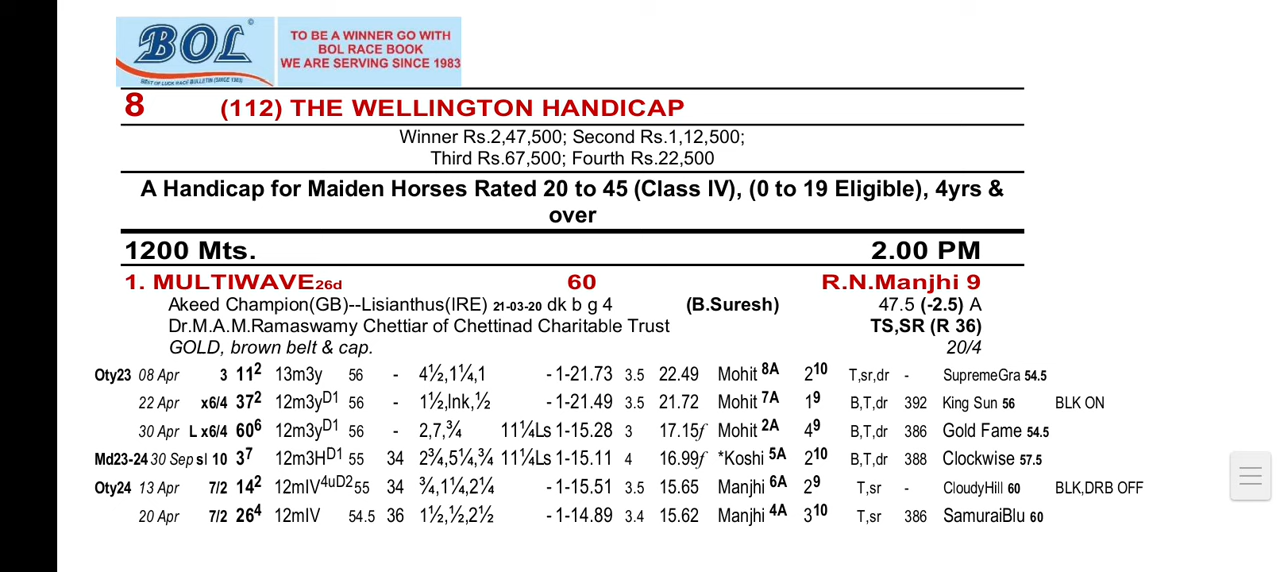 BOL©
BEST OF LUCK RACE BULLETIN (SINCE 1983)
TO BE A WINNER GO WITH
BOL RACE BOOK
WE ARE SERVING SINCE 1983
8 (112) THE WELLINGTON HANDICAP
Winner Rs.2,47,500; Second Rs.1,12,500;
Third Rs.67,500; Fourth Rs.22,500
A Handicap for Maiden Horses Rated 20 to 45 (Class IV), (0 to 19 Eligible), 4yrs &
over
1200 Mts. 2.00 PM
1. MULTIWAVE26d 60 R.N.Manjhi 9
Akeed Champion(GB)--Lisianthus(IRE) 21-03-20 dk b g 4 (B.Suresh) 47.5 (-2.5) A
Dr.M.A.M.Ramaswamy Chettiar of Chettinad Charitable Trust TS,SR (R 36)
GOLD, brown belt & cap. 20/4
Oty23 08 Apr 3 11² 13m3y 56 - 4½,1¼,1 - 1-21.73 3.5 22.49 Mohit 8A 2¹⁰ T,sr,dr - SupremeGra 54.5
22 Apr x6/4 37² 12m3yD1 56 - 1½,lnk,½ - 1-21.49 3.5 21.72 Mohit 7A 1⁹ B,T,dr 392 King Sun 56 BLK ON
30 Apr L x6/4 60⁶ 12m3yD1 56 - 2,7,¾ 11¼Ls 1-15.28 3 17.15f Mohit 2A 4⁹ B,T,dr 386 Gold Fame 54.5
Md23-24 30 Sep sl 10 3⁷ 12m3HD1 55 34 2¾,5¼,¾ 11¼Ls 1-15.11 4 16.99f *Koshi 5A 2¹⁰ B,T,dr 388 Clockwise 57.5
Oty24 13 Apr 7/2 14² 12mIV4uD2 55 34 ¾,1¼,2¼ - 1-15.51 3.5 15.65 Manjhi 6A 2⁹ T,sr - CloudyHill 60 BLK,DRB OFF
20 Apr 7/2 26⁴ 12mIV 54.5 36 1½,½,2½ - 1-14.89 3.4 15.62 Manjhi 4A 3¹⁰ T,sr 386 SamuraiBlu 60